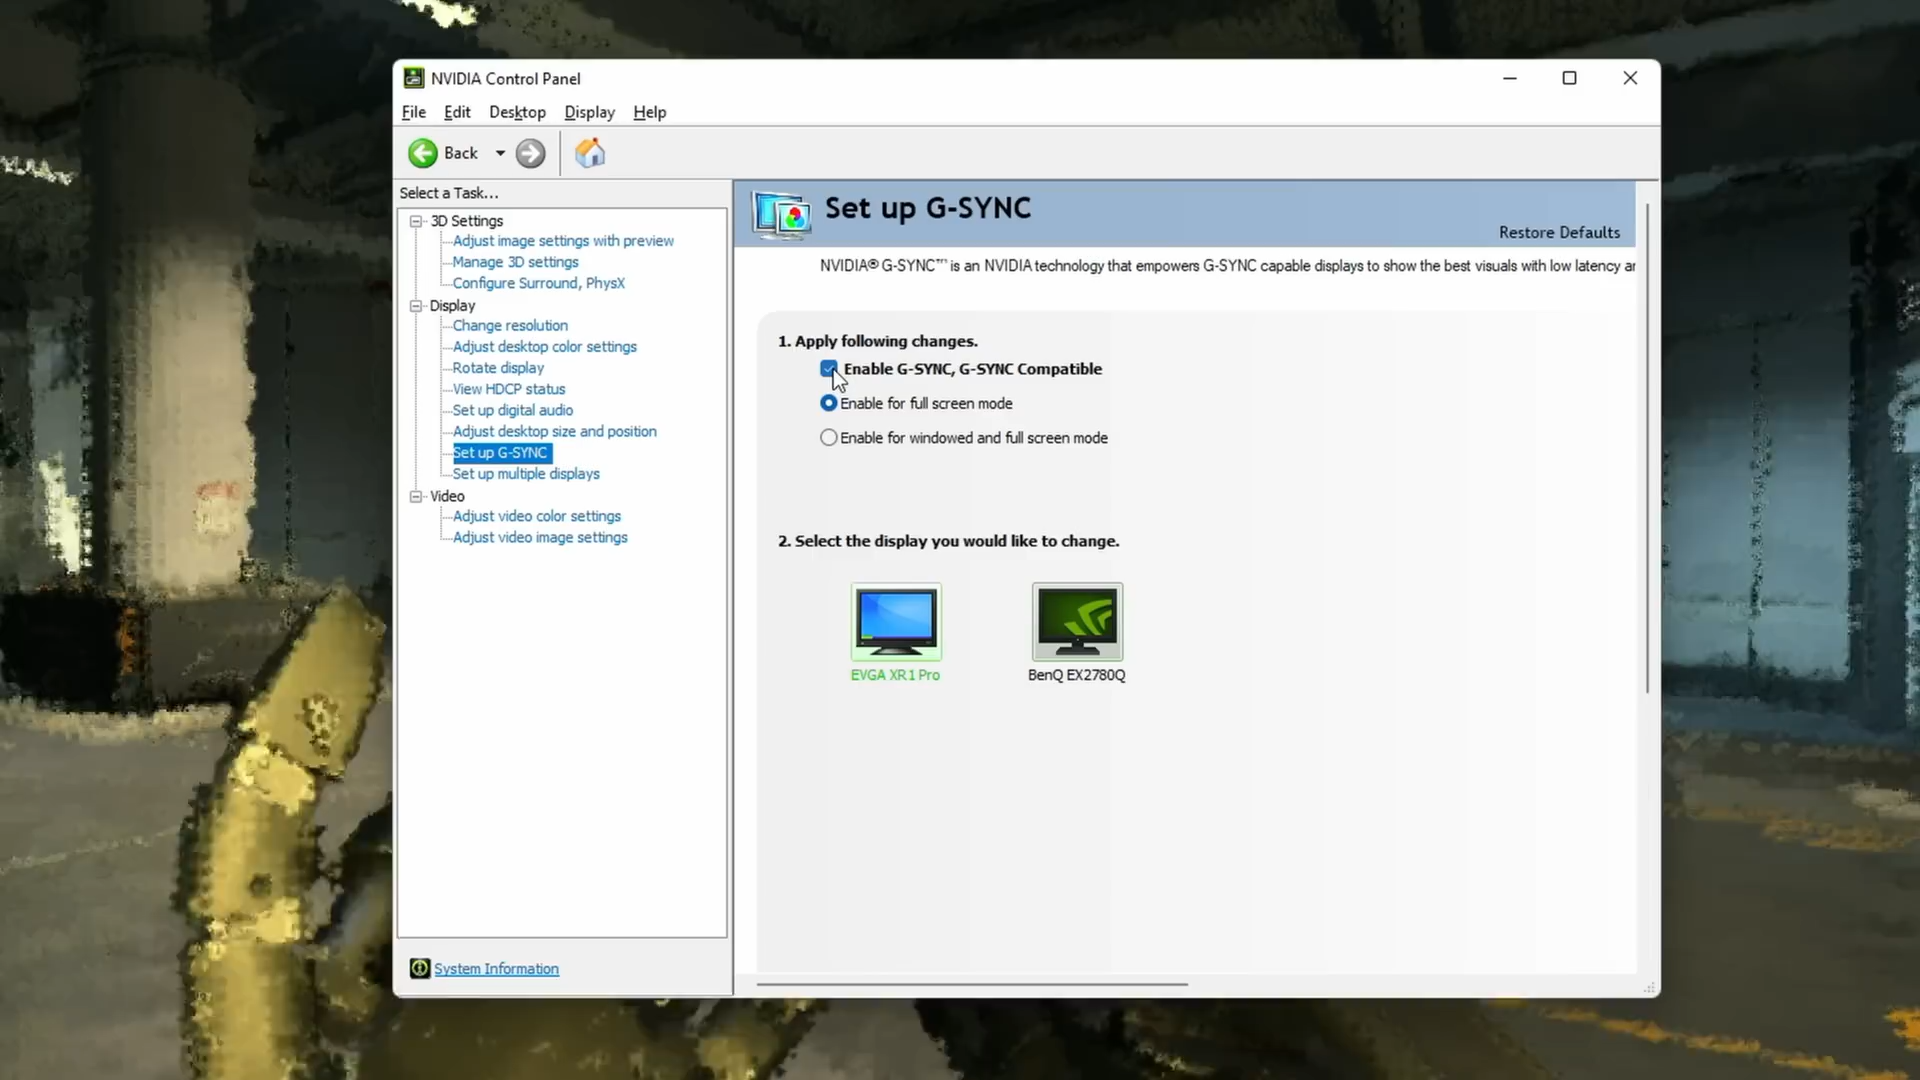 NVIDIA Control Panel
File Edit Desktop Display Help
Back
Select a Task...
3D Settings
Adjust image settings with preview
Manage 3D settings
Configure Surround, PhysX
Display
Change resolution
Adjust desktop color settings
Rotate display
View HDCP status
Set up digital audio
Adjust desktop size and position
Set up G-SYNC
Set up multiple displays
Video
Adjust video color settings
Adjust video image settings
System Information
Set up G-SYNC
Restore Defaults
NVIDIA® G-SYNC™ is an NVIDIA technology that empowers G-SYNC capable displays to show the best visuals with low latency
1. Apply following changes.
Enable G-SYNC, G-SYNC Compatible
Enable for full screen mode
Enable for windowed and full screen mode
2. Select the display you would like to change.
EVGA XR1 Pro
BenQ EX2780Q